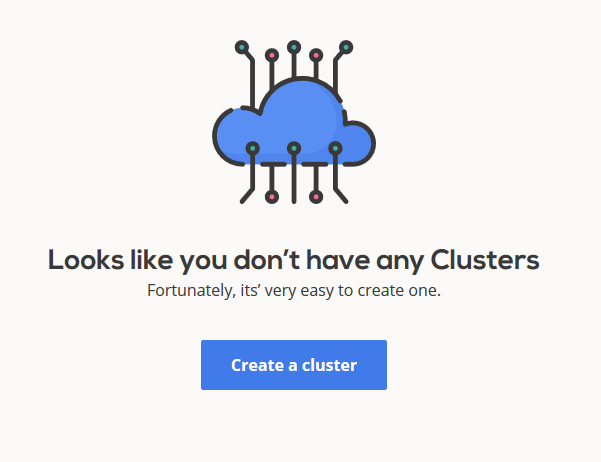 Looks like you don’t have any Clusters
Fortunately, its’ very easy to create one.
Create a cluster